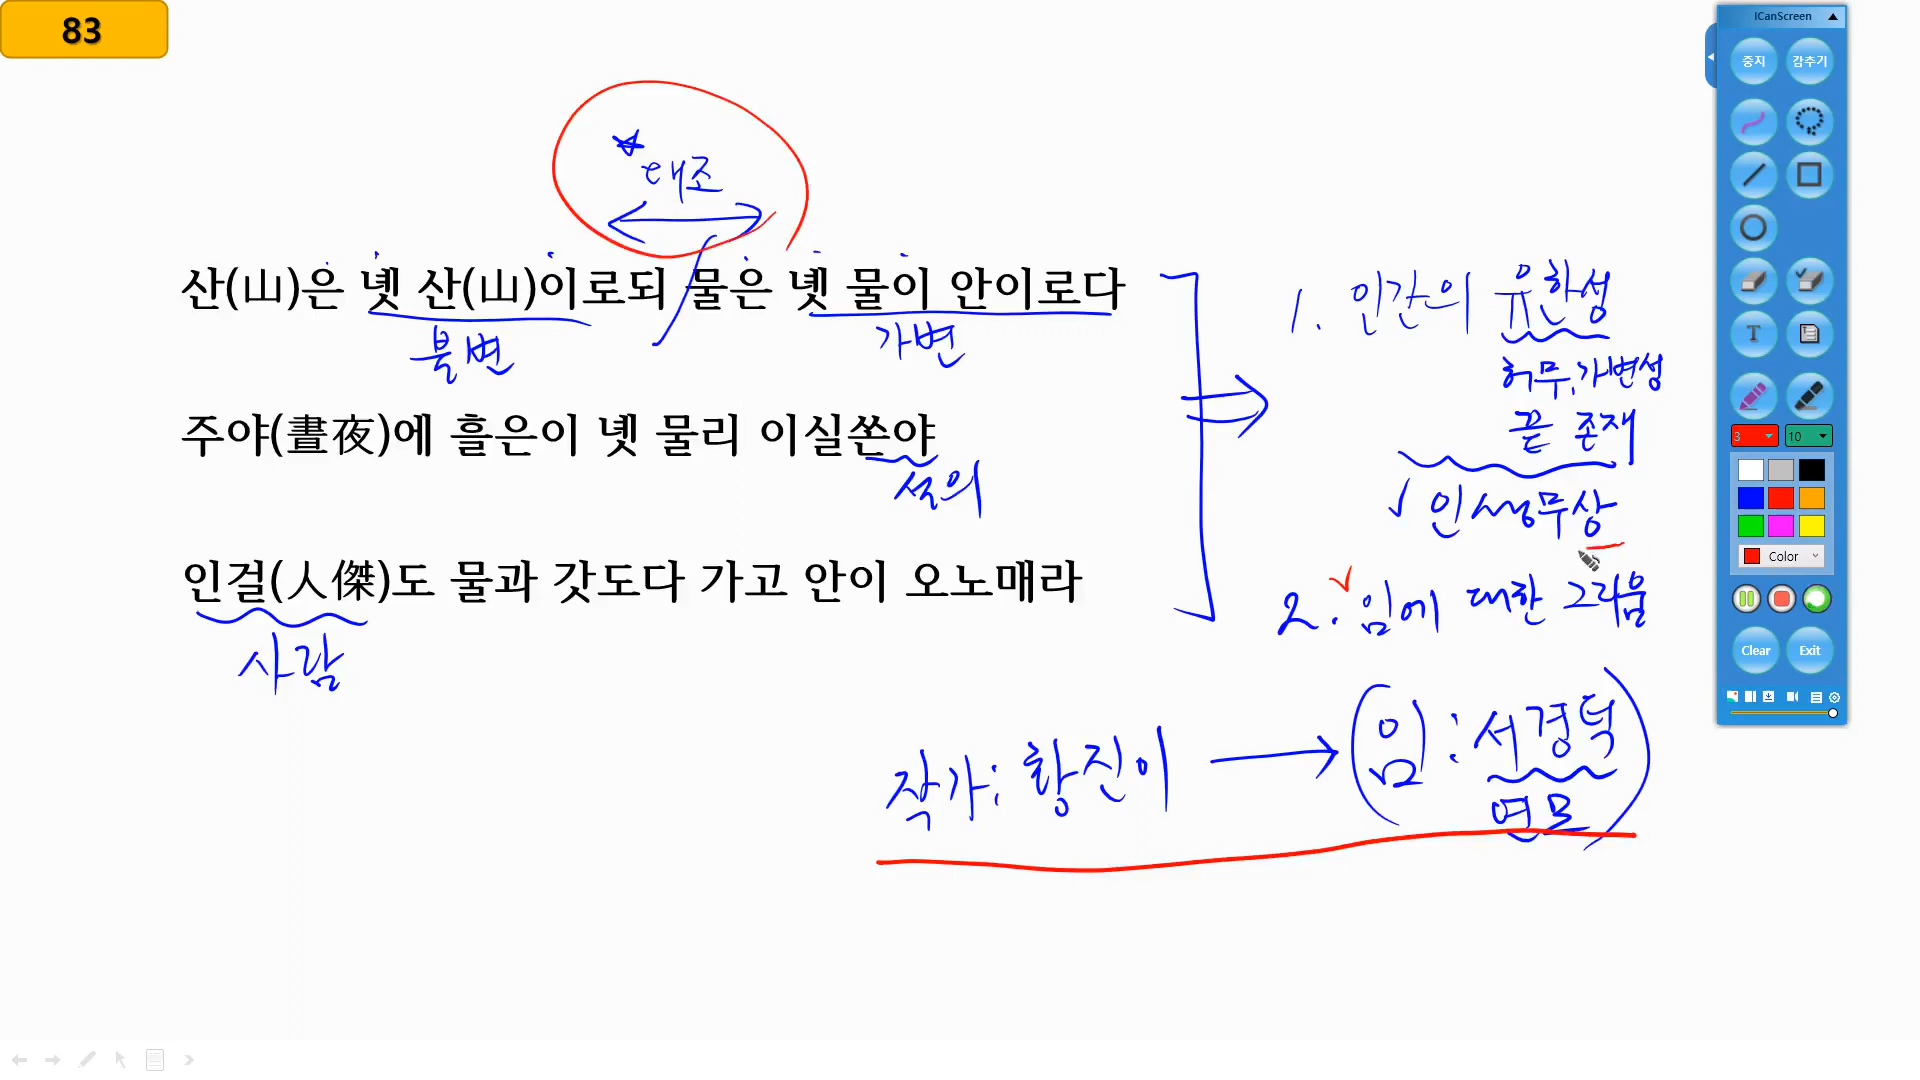 83
★
대조
산(山)은 녯 산(山)이로되 물은 녯 물이 안이로다
불변
가변
주야(晝夜)에 흘은이 녯 물리 이실쏜야
설의
인걸(人傑)도 물과 갓도다 가고 안이 오노매라
사람
1. 인간의 유한성
허무, 가변성
끝 존재
√ 인생무상
2. 임에 대한 그리움
작가: 황진이 → (임: 서경덕
연모)
ICanScreen
중지 감추기
T
3 10
Color
Clear Exit